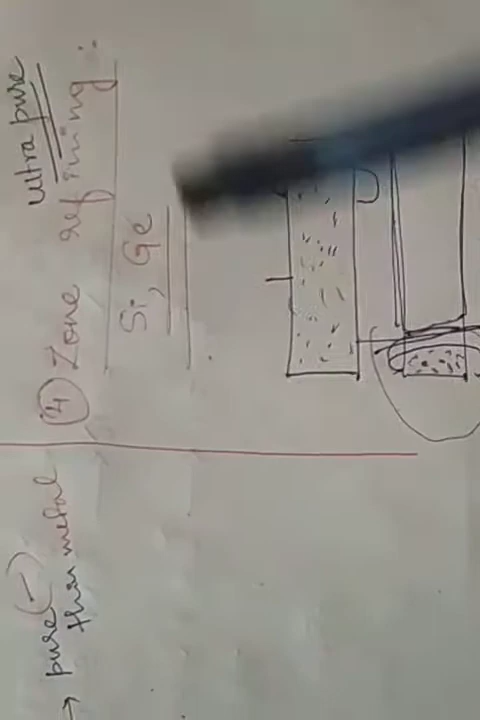 ultra pure
④ Zone refining :
Si, Ge
→ pure (-)
than metal